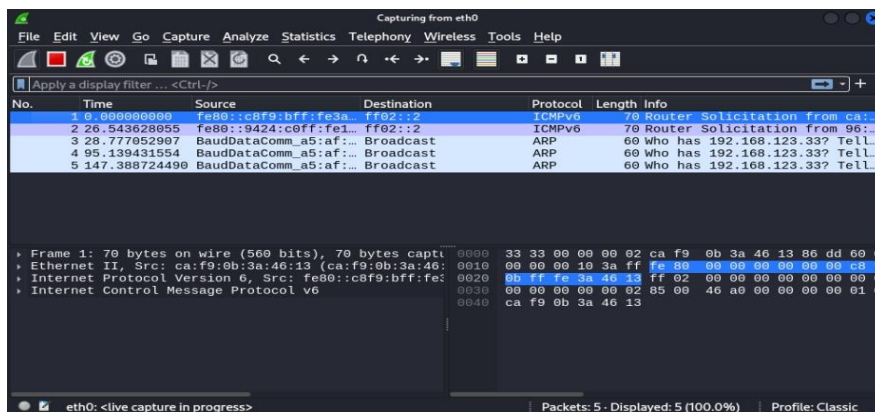 Capturing from eth0
File Edit View Go Capture Analyze Statistics Telephony Wireless Tools Help
Apply a display filter ... <Ctrl-/>
No. Time Source Destination Protocol Length Info
1 0.000000000 fe80::c8f9:bff:fe3a… ff02::2 ICMPv6 70 Router Solicitation from ca:…
2 26.543628055 fe80::9424:c0ff:fe1… ff02::2 ICMPv6 70 Router Solicitation from 96:…
3 28.777052907 BaudDataComm_a5:af:… Broadcast ARP 60 Who has 192.168.123.33? Tell…
4 95.139431554 BaudDataComm_a5:af:… Broadcast ARP 60 Who has 192.168.123.33? Tell…
5 147.388724490 BaudDataComm_a5:af:… Broadcast ARP 60 Who has 192.168.123.33? Tell…
Frame 1: 70 bytes on wire (560 bits), 70 bytes captu
Ethernet II, Src: ca:f9:0b:3a:46:13 (ca:f9:0b:3a:46:
Internet Protocol Version 6, Src: fe80::c8f9:bff:fe3
Internet Control Message Protocol v6
0000 33 33 00 00 00 02 ca f9 0b 3a 46 13 86 dd 60
0010 00 00 00 10 3a ff fe 80 00 00 00 00 00 00 c8
0020 0b ff fe 3a 46 13 ff 02 00 00 00 00 00 00 00
0030 00 00 00 00 00 02 85 00 46 a0 00 00 00 00 01
0040 ca f9 0b 3a 46 13
eth0: <live capture in progress> Packets: 5 · Displayed: 5 (100.0%) Profile: Classic